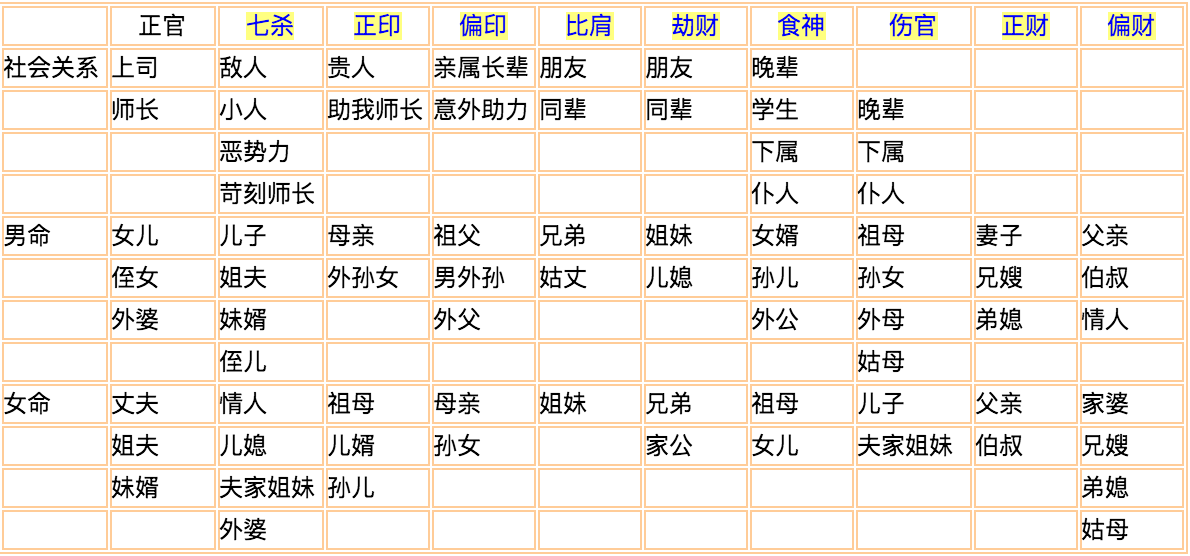 正官 七杀 正印 偏印 比肩 劫财 食神 伤官 正财 偏财
社会关系 上司 敌人 贵人 亲属长辈 朋友 朋友 晚辈
师长 小人 助我师长 意外助力 同辈 同辈 学生 晚辈
恶势力 下属 下属
苛刻师长 仆人 仆人
男命 女儿 儿子 母亲 祖父 兄弟 姐妹 女婿 祖母 妻子 父亲
侄女 姐夫 外孙女 男外孙 姑丈 儿媳 孙儿 孙女 兄嫂 伯叔
外婆 妹婿 外父 外公 外母 弟媳 情人
侄儿 姑母
女命 丈夫 情人 祖母 母亲 姐妹 兄弟 祖母 儿子 父亲 家婆
姐夫 儿媳 儿婿 孙女 家公 女儿 夫家姐妹 伯叔 兄嫂
妹婿 夫家姐妹 孙儿 弟媳
外婆 姑母